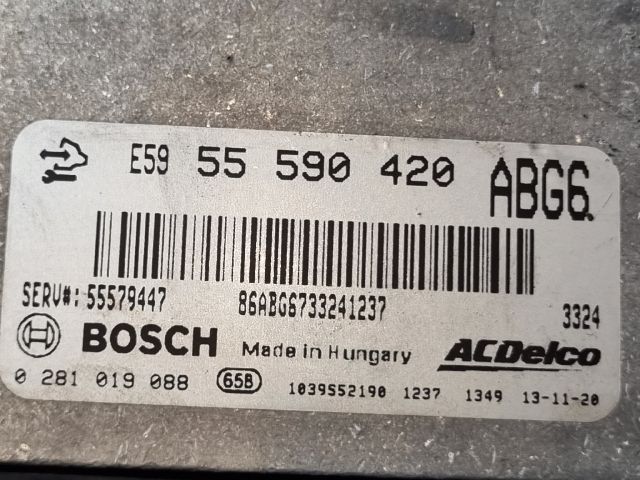 E59 55 590 420 ABG6
SERV#: 55579447 86ABG6733241237 3324
BOSCH Made in Hungary ACDelco
0 281 019 088 65B 1039S52190 1237 1349 13-11-20